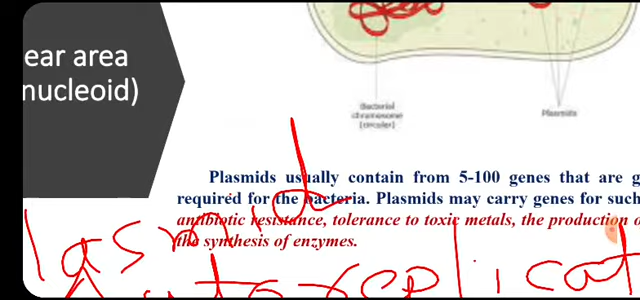 ear area
nucleoid)
Bacterial
chromosome
(circular)
Plasmids
Plasmids usually contain from 5-100 genes that are g
required for the bacteria. Plasmids may carry genes for such
antibiotic resistance, tolerance to toxic metals, the production o
the synthesis of enzymes.
lasmid
autoreplicat